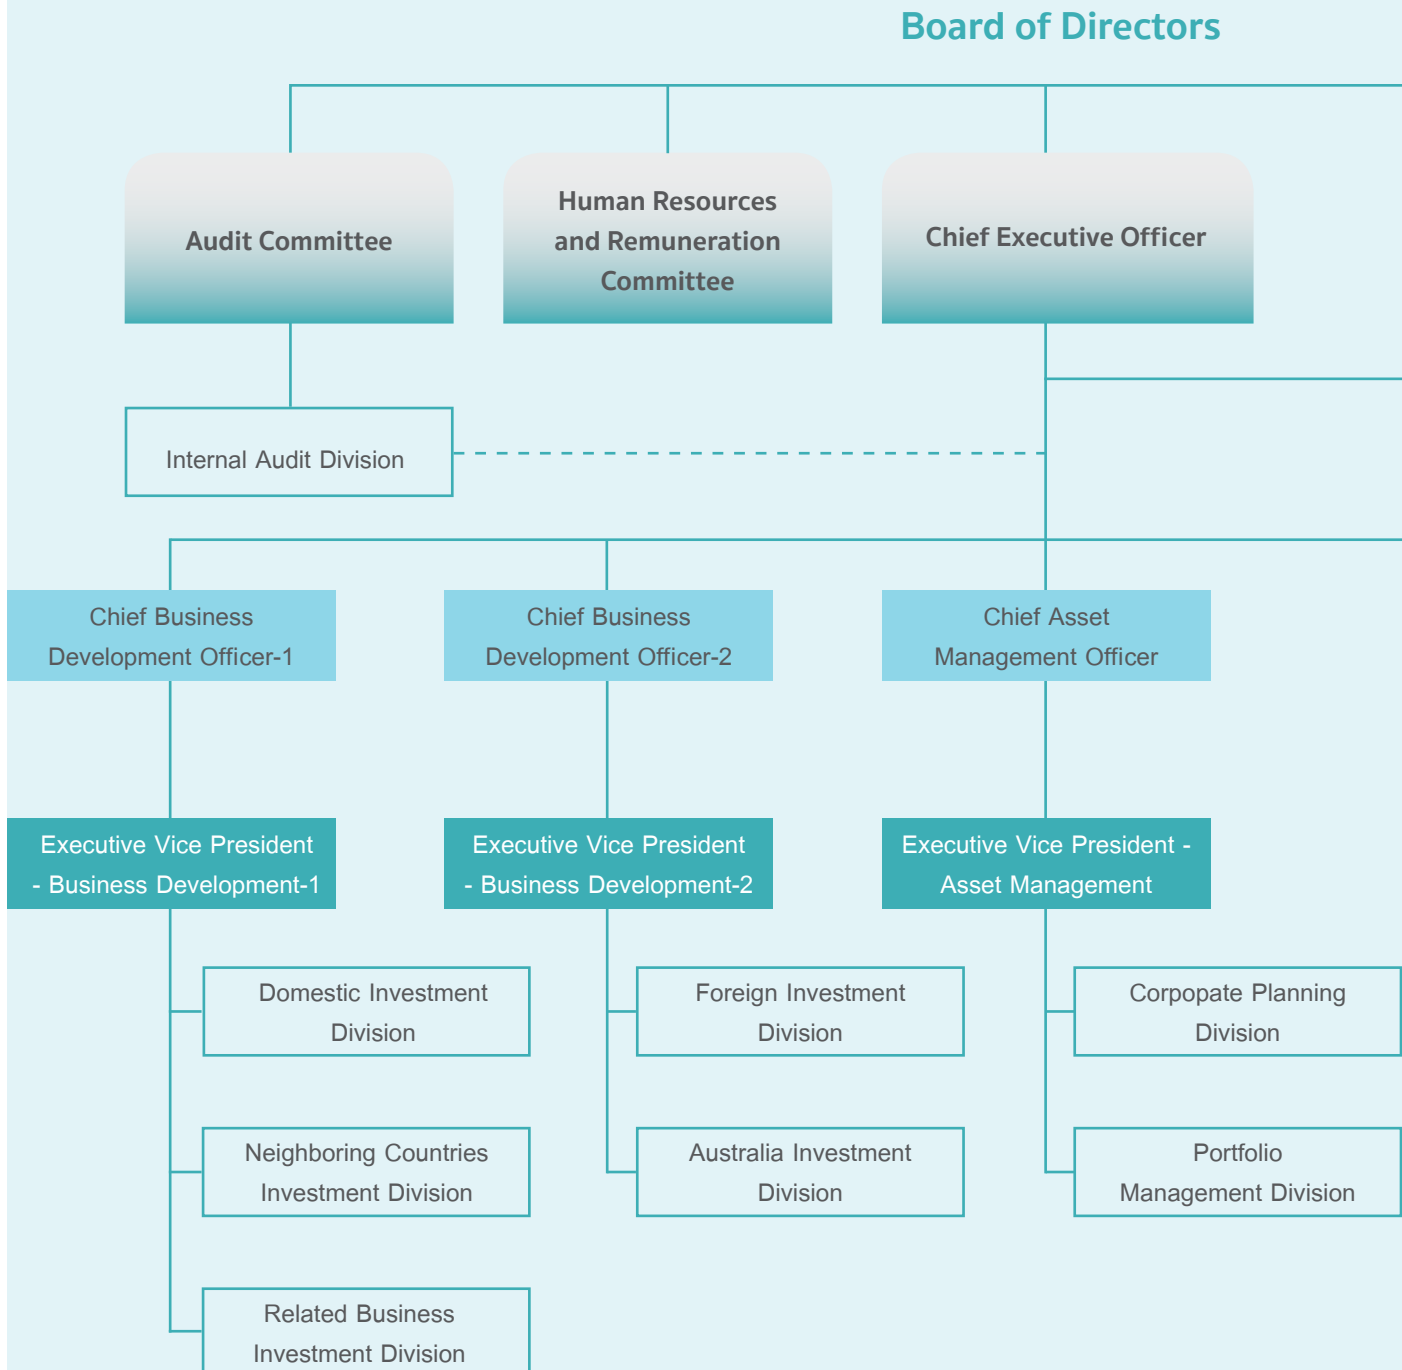 Board of Directors
Audit Committee
Human Resources
and Remuneration
Committee
Chief Executive Officer
Internal Audit Division
Chief Business
Development Officer-1
Chief Business
Development Officer-2
Chief Asset
Management Officer
Executive Vice President
- Business Development-1
Executive Vice President
- Business Development-2
Executive Vice President -
Asset Management
Domestic Investment
Division
Foreign Investment
Division
Corpopate Planning
Division
Neighboring Countries
Investment Division
Australia Investment
Division
Portfolio
Management Division
Related Business
Investment Division